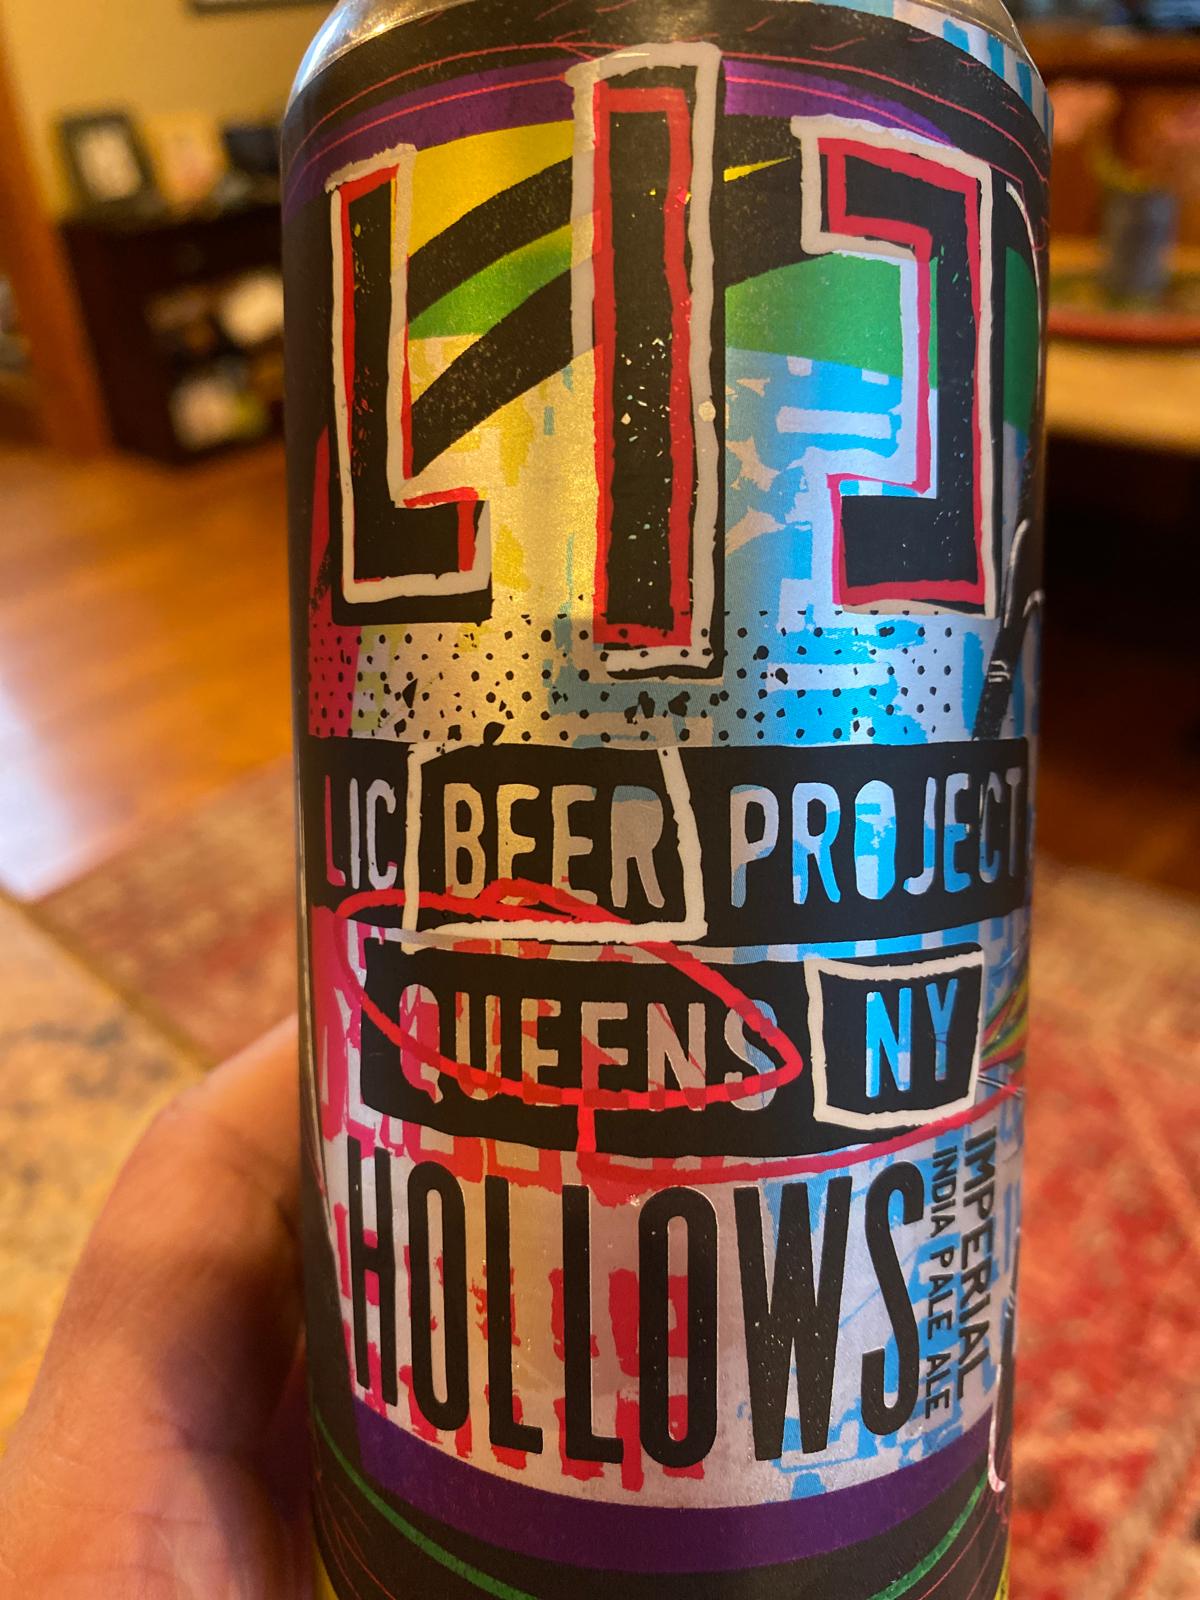 LIC
LIC BEER PROJECT
QUEENS NY
HOLLOWS
IMPERIAL
INDIA PALE ALE